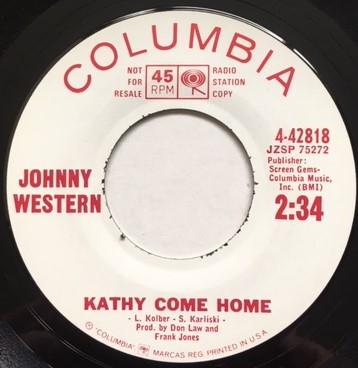 COLUMBIA
NOT FOR RESALE
45 RPM
RADIO STATION COPY
4-42818
JZSP 75272
Publisher:
Screen Gems-
Columbia Music,
Inc. (BMI)
2:34
JOHNNY
WESTERN
KATHY COME HOME
- L. Kolber - S. Karliski -
Prod. by Don Law and
Frank Jones
© "COLUMBIA", MARCAS REG. PRINTED IN U.S.A.